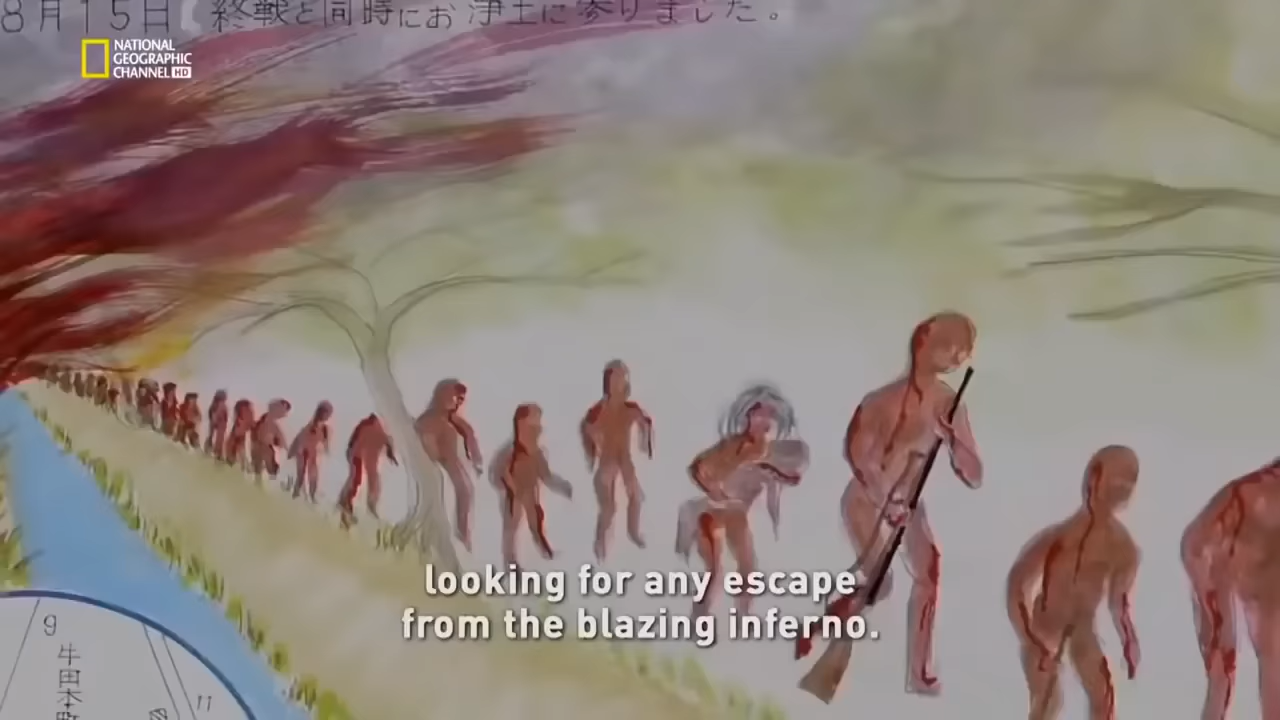 8月15日 終戦と同時にお浄土に参りました。
NATIONAL
GEOGRAPHIC
CHANNEL HD
looking for any escape
from the blazing inferno.
9
牛田本町
11